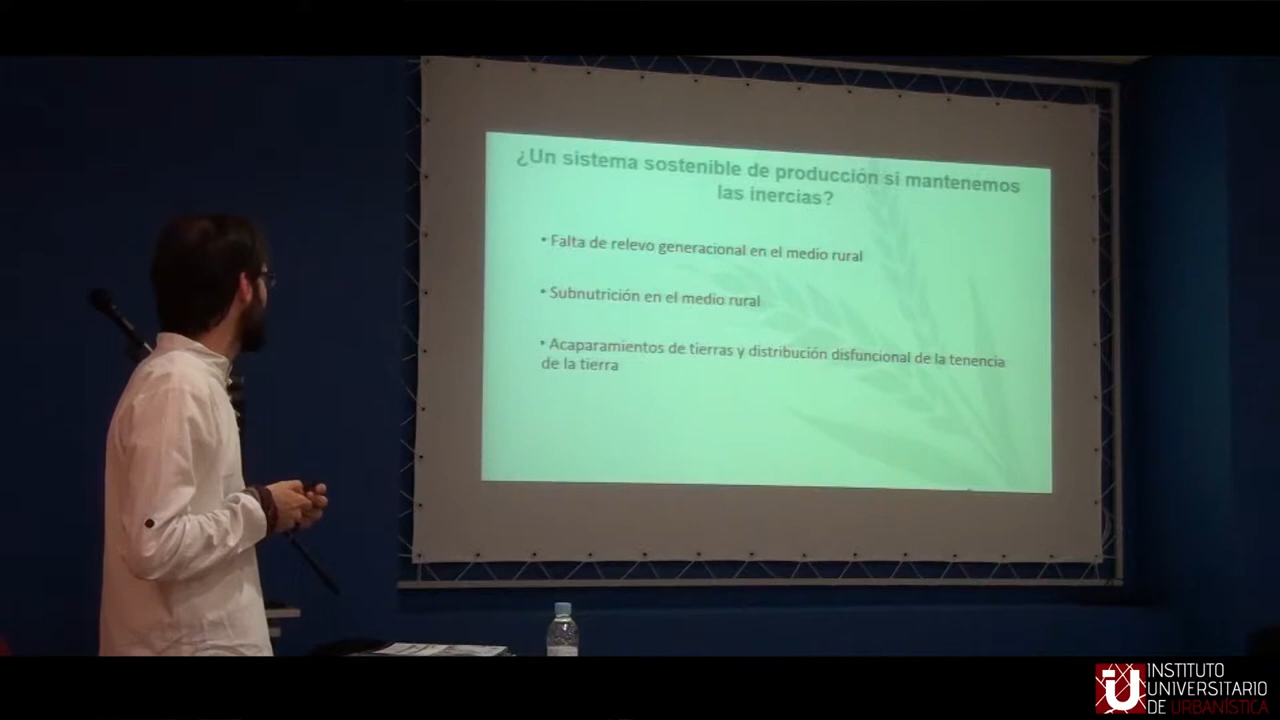 ¿Un sistema sostenible de producción si mantenemos
las inercias?
• Falta de relevo generacional en el medio rural
• Subnutrición en el medio rural
• Acaparamientos de tierras y distribución disfuncional de la tenencia
de la tierra
iU INSTITUTO
UNIVERSITARIO
DE URBANÍSTICA